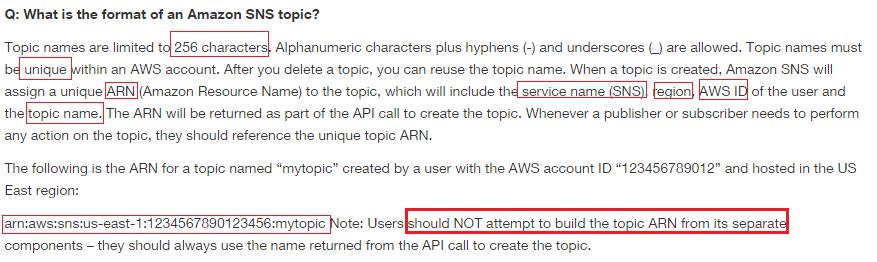 Q: What is the format of an Amazon SNS topic?
Topic names are limited to 256 characters. Alphanumeric characters plus hyphens (-) and underscores (_) are allowed. Topic names must
be unique within an AWS account. After you delete a topic, you can reuse the topic name. When a topic is created, Amazon SNS will
assign a unique ARN (Amazon Resource Name) to the topic, which will include the service name (SNS), region, AWS ID of the user and
the topic name. The ARN will be returned as part of the API call to create the topic. Whenever a publisher or subscriber needs to perform
any action on the topic, they should reference the unique topic ARN.
The following is the ARN for a topic named “mytopic” created by a user with the AWS account ID “123456789012” and hosted in the US
East region:
arn:aws:sns:us-east-1:1234567890123456:mytopic Note: Users should NOT attempt to build the topic ARN from its separate
components – they should always use the name returned from the API call to create the topic.